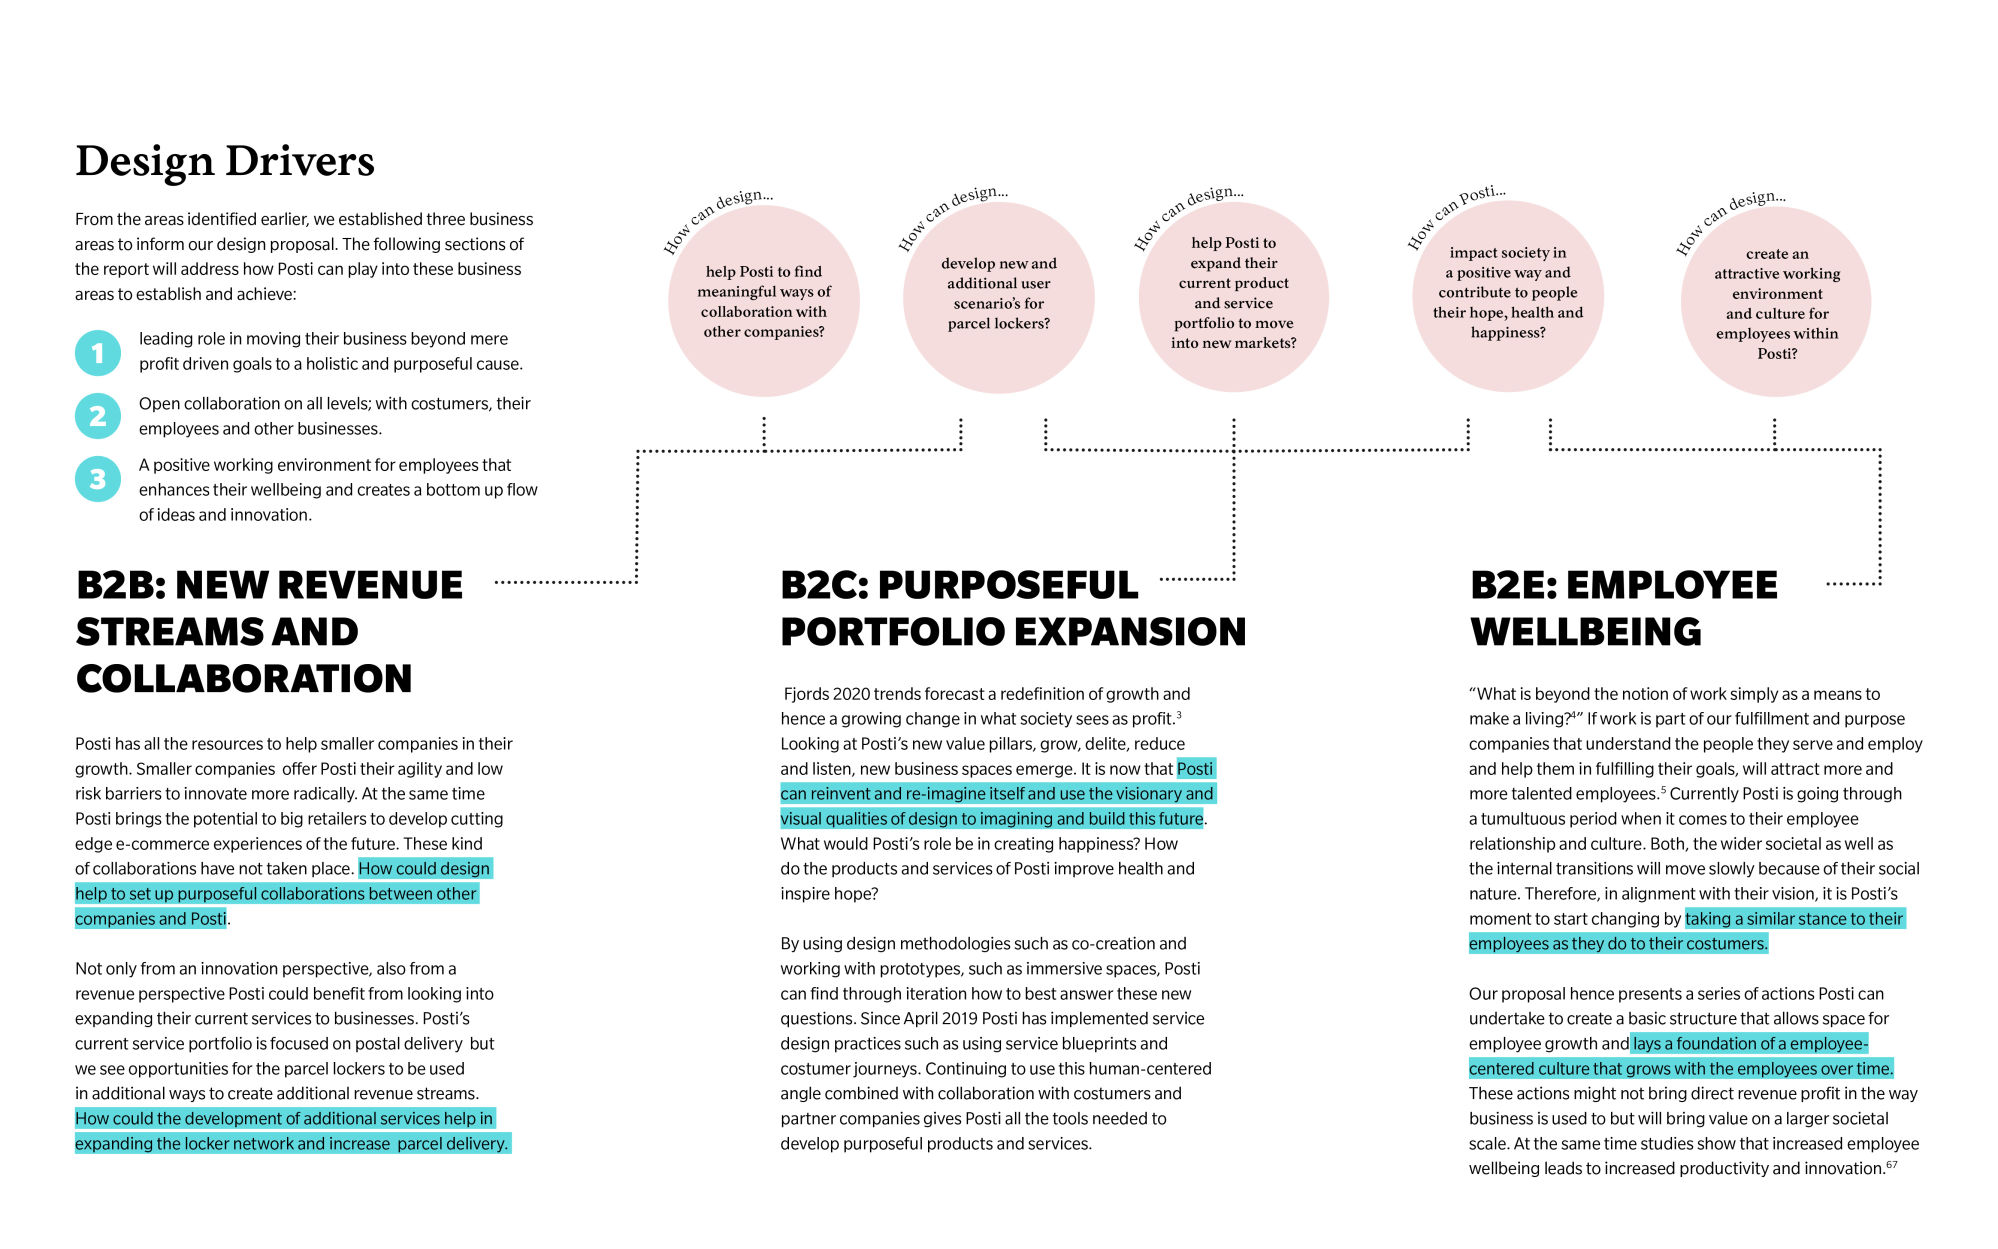 Design Drivers
From the areas identified earlier, we established three business
areas to inform our design proposal. The following sections of
the report will address how Posti can play into these business
areas to establish and achieve:
1
leading role in moving their business beyond mere
profit driven goals to a holistic and purposeful cause.
2
Open collaboration on all levels; with costumers, their
employees and other businesses.
3
A positive working environment for employees that
enhances their wellbeing and creates a bottom up flow
of ideas and innovation.
How can design...
help Posti to find
meaningful ways of
collaboration with
other companies?
How can design...
develop new and
additional user
scenario's for
parcel lockers?
How can design...
help Posti to
expand their
current product
and service
portfolio to move
into new markets?
How can Posti...
impact society in
a positive way and
contribute to people
their hope, health and
happiness?
How can design...
create an
attractive working
environment
and culture for
employees within
Posti?
B2B: NEW REVENUE
STREAMS AND
COLLABORATION
Posti has all the resources to help smaller companies in their
growth. Smaller companies  offer Posti their agility and low
risk barriers to innovate more radically. At the same time
Posti brings the potential to big retailers to develop cutting
edge e-commerce experiences of the future. These kind
of collaborations have not taken place. How could design
help to set up purposeful collaborations between other
companies and Posti.
Not only from an innovation perspective, also from a
revenue perspective Posti could benefit from looking into
expanding their current services to businesses. Posti's
current service portfolio is focused on postal delivery  but
we see opportunities for the parcel lockers to be used
in additional ways to create additional revenue streams.
How could the development of additional services help in
expanding the locker network and increase  parcel delivery.
B2C: PURPOSEFUL
PORTFOLIO EXPANSION
Fjords 2020 trends forecast a redefinition of growth and
hence a growing change in what society sees as profit.³
Looking at Posti's new value pillars, grow, delite, reduce
and listen, new business spaces emerge. It is now that Posti
can reinvent and re-imagine itself and use the visionary and
visual qualities of design to imagining and build this future.
What would Posti's role be in creating happiness? How
do the products and services of Posti improve health and
inspire hope?
By using design methodologies such as co-creation and
working with prototypes, such as immersive spaces, Posti
can find through iteration how to best answer these new
questions. Since April 2019 Posti has implemented service
design practices such as using service blueprints and
costumer journeys. Continuing to use this human-centered
angle combined with collaboration with costumers and
partner companies gives Posti all the tools needed to
develop purposeful products and services.
B2E: EMPLOYEE
WELLBEING
“What is beyond the notion of work simply as a means to
make a living?⁴” If work is part of our fulfillment and purpose
companies that understand the people they serve and employ
and help them in fulfilling their goals, will attract more and
more talented employees.⁵ Currently Posti is going through
a tumultuous period when it comes to their employee
relationship and culture. Both, the wider societal as well as
the internal transitions will move slowly because of their social
nature. Therefore, in alignment with their vision, it is Posti's
moment to start changing by taking a similar stance to their
employees as they do to their costumers.
Our proposal hence presents a series of actions Posti can
undertake to create a basic structure that allows space for
employee growth and lays a foundation of a employee-
centered culture that grows with the employees over time.
These actions might not bring direct revenue profit in the way
business is used to but will bring value on a larger societal
scale. At the same time studies show that increased employee
wellbeing leads to increased productivity and innovation.⁶⁷